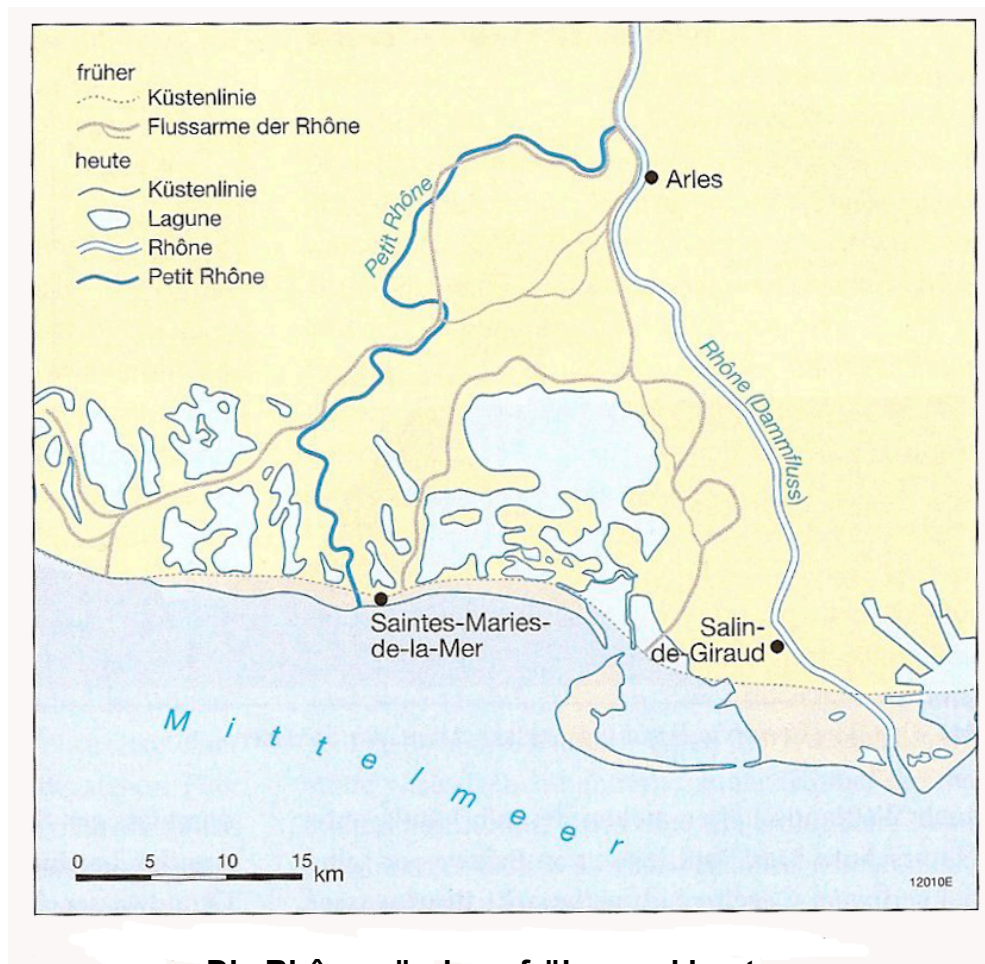 früher
Küstenlinie
Flussarme der Rhône
heute
Küstenlinie
Lagune
Rhône
Petit Rhône
Petit Rhône
Arles
Rhône (Dammfluss)
Saintes-Maries-
de-la-Mer
Salin-
de-Giraud
Mittelmeer
0 5 10 15 km
12010E